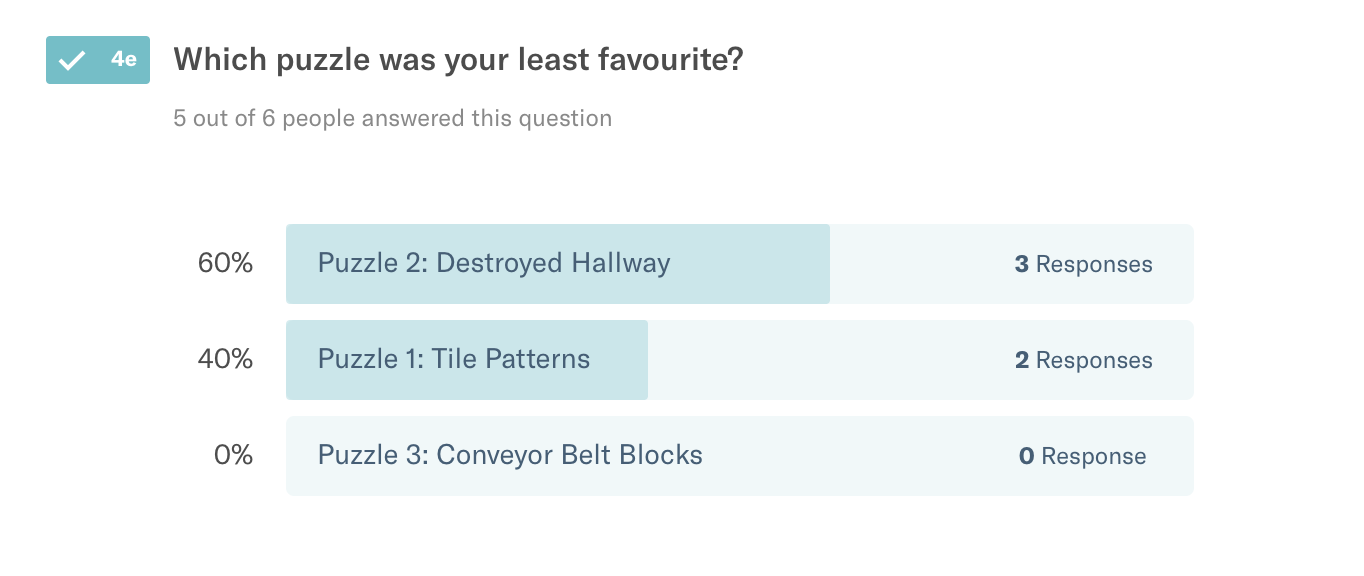 4e Which puzzle was your least favourite?
5 out of 6 people answered this question
60% Puzzle 2: Destroyed Hallway 3 Responses
40% Puzzle 1: Tile Patterns 2 Responses
0% Puzzle 3: Conveyor Belt Blocks 0 Response